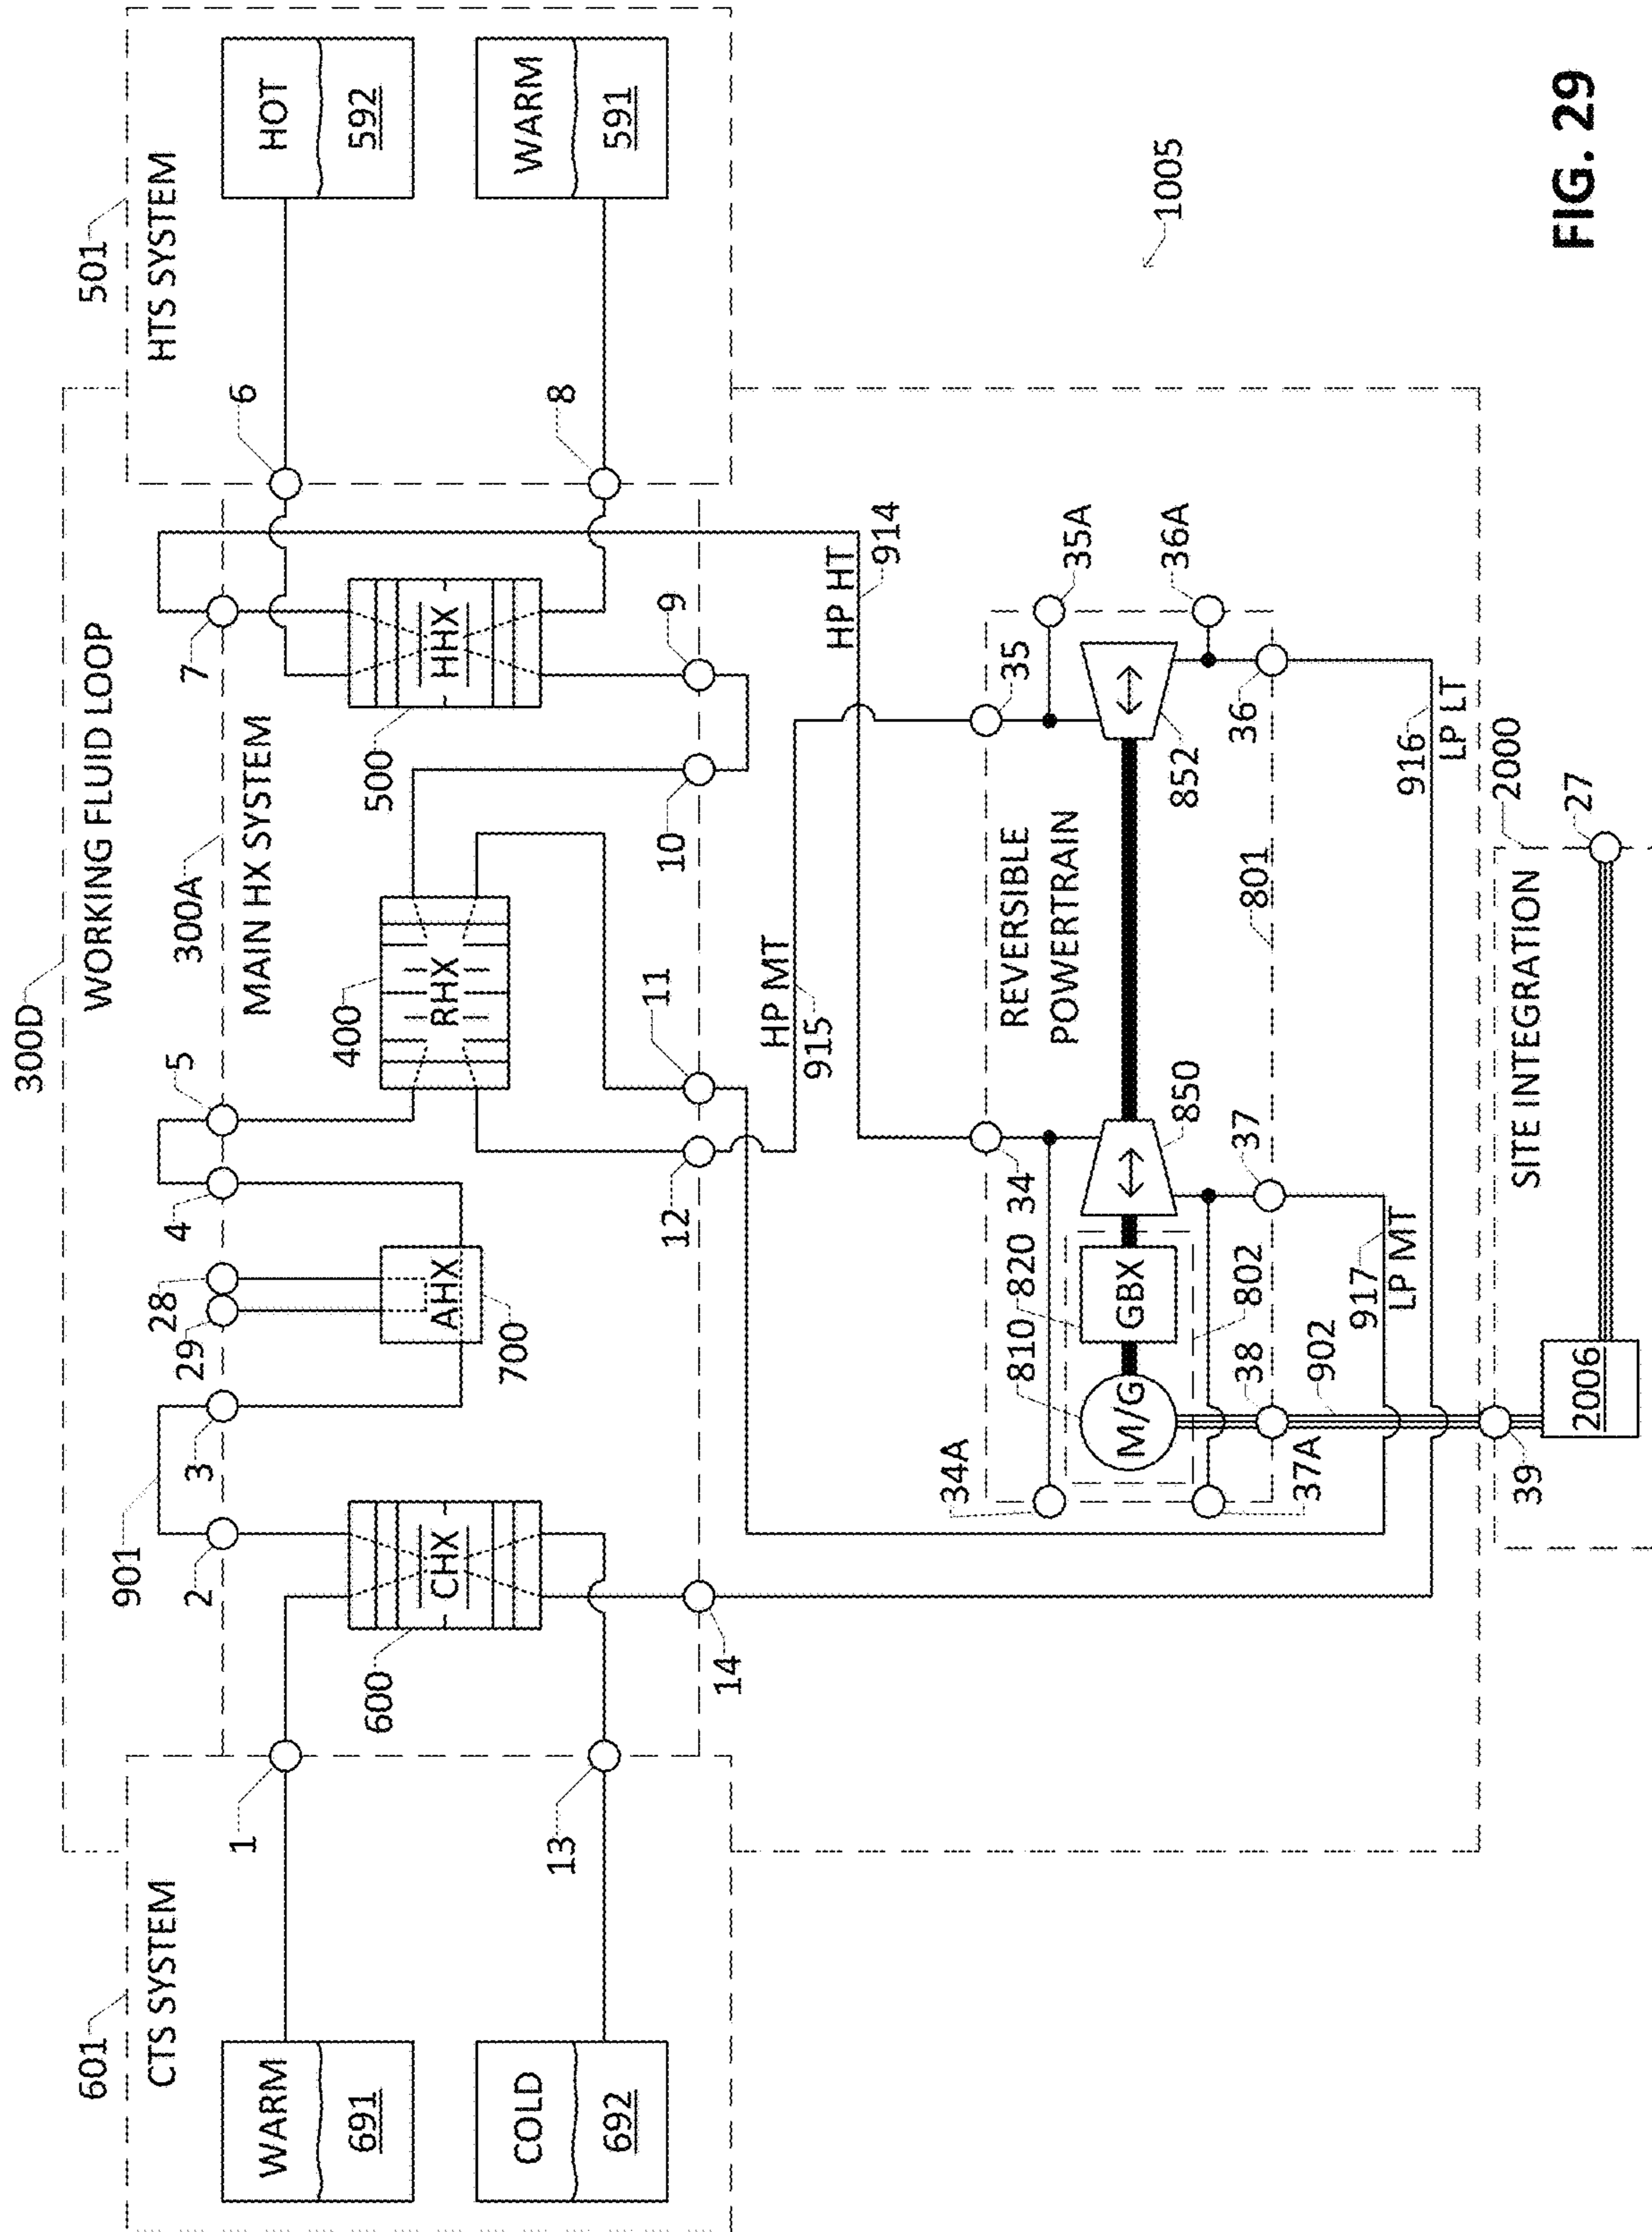 300D
WORKING FLUID LOOP
601
CTS SYSTEM
WARM
691
COLD
692
1
13
901
2
3
29
28
4
5
300A
MAIN HX SYSTEM
7
6
8
501
HTS SYSTEM
HOT
592
WARM
591
600
CHX
700
AHX
400
RHX
500
HHX
14
12
11
10
9
HP MT
915
HP HT
914
34A
34
35
35A
REVERSIBLE
POWERTRAIN
810
820
M/G
GBX
850
852
36A
37A
38
802
37
801
36
902
917
LP MT
916
LP LT
1005
39
SITE INTEGRATION
2000
2006
27
FIG. 29